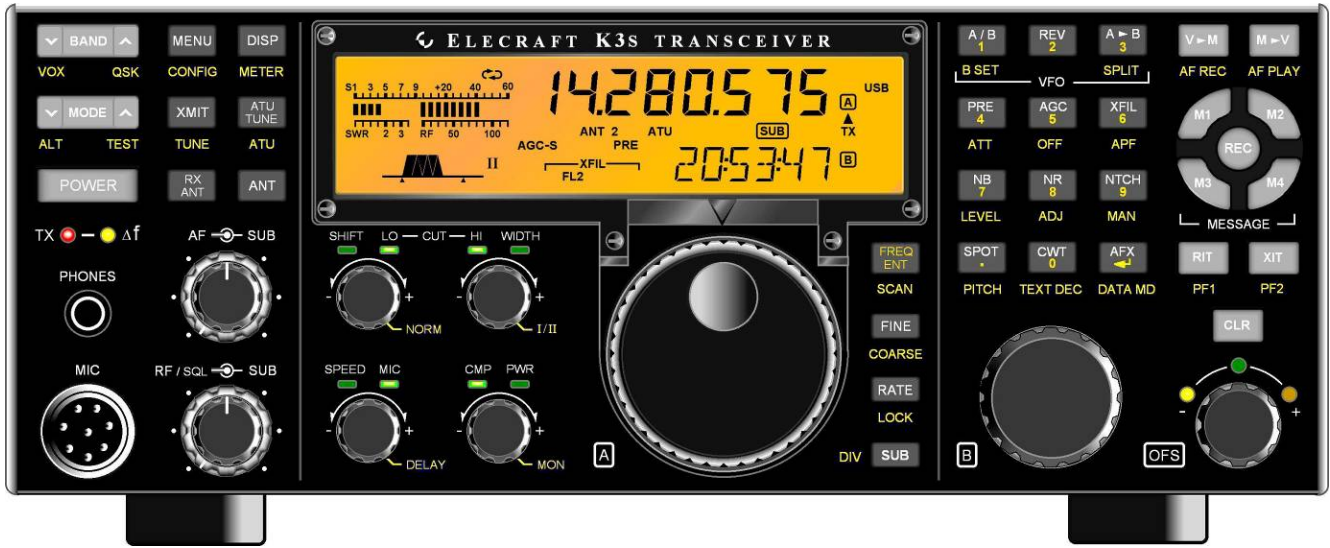 BAND MENU DISP
VOX QSK CONFIG METER
MODE XMIT ATU TUNE
ALT TEST TUNE ATU
POWER RX ANT ANT
TX Δf AF SUB
PHONES
MIC RF / SQL SUB
ELECRAFT K3S TRANSCEIVER
S1 3 5 7 9 +20 40 60
14.280.575 USB
A
SWR 2 3 RF 50 100
ANT 2 ATU SUB TX
AGC-S PRE
II XFIL 20:53:47 B
FL2
SHIFT LO CUT HI WIDTH
- + - +
NORM I/II
SPEED MIC CMP PWR
- + - +
DELAY MON
A
FREQ ENT
SCAN
FINE
COARSE
RATE
LOCK
DIV SUB
A / B 1 REV 2 A ► B 3
B SET SPLIT
VFO
PRE 4 AGC 5 XFIL 6
ATT OFF APF
NB 7 NR 8 NTCH 9
LEVEL ADJ MAN
SPOT . CWT 0 AFX
PITCH TEXT DEC DATA MD
B
V►M M►V
AF REC AF PLAY
M1 M2
REC
M3 M4
MESSAGE
RIT XIT
PF1 PF2
CLR
- +
OFS